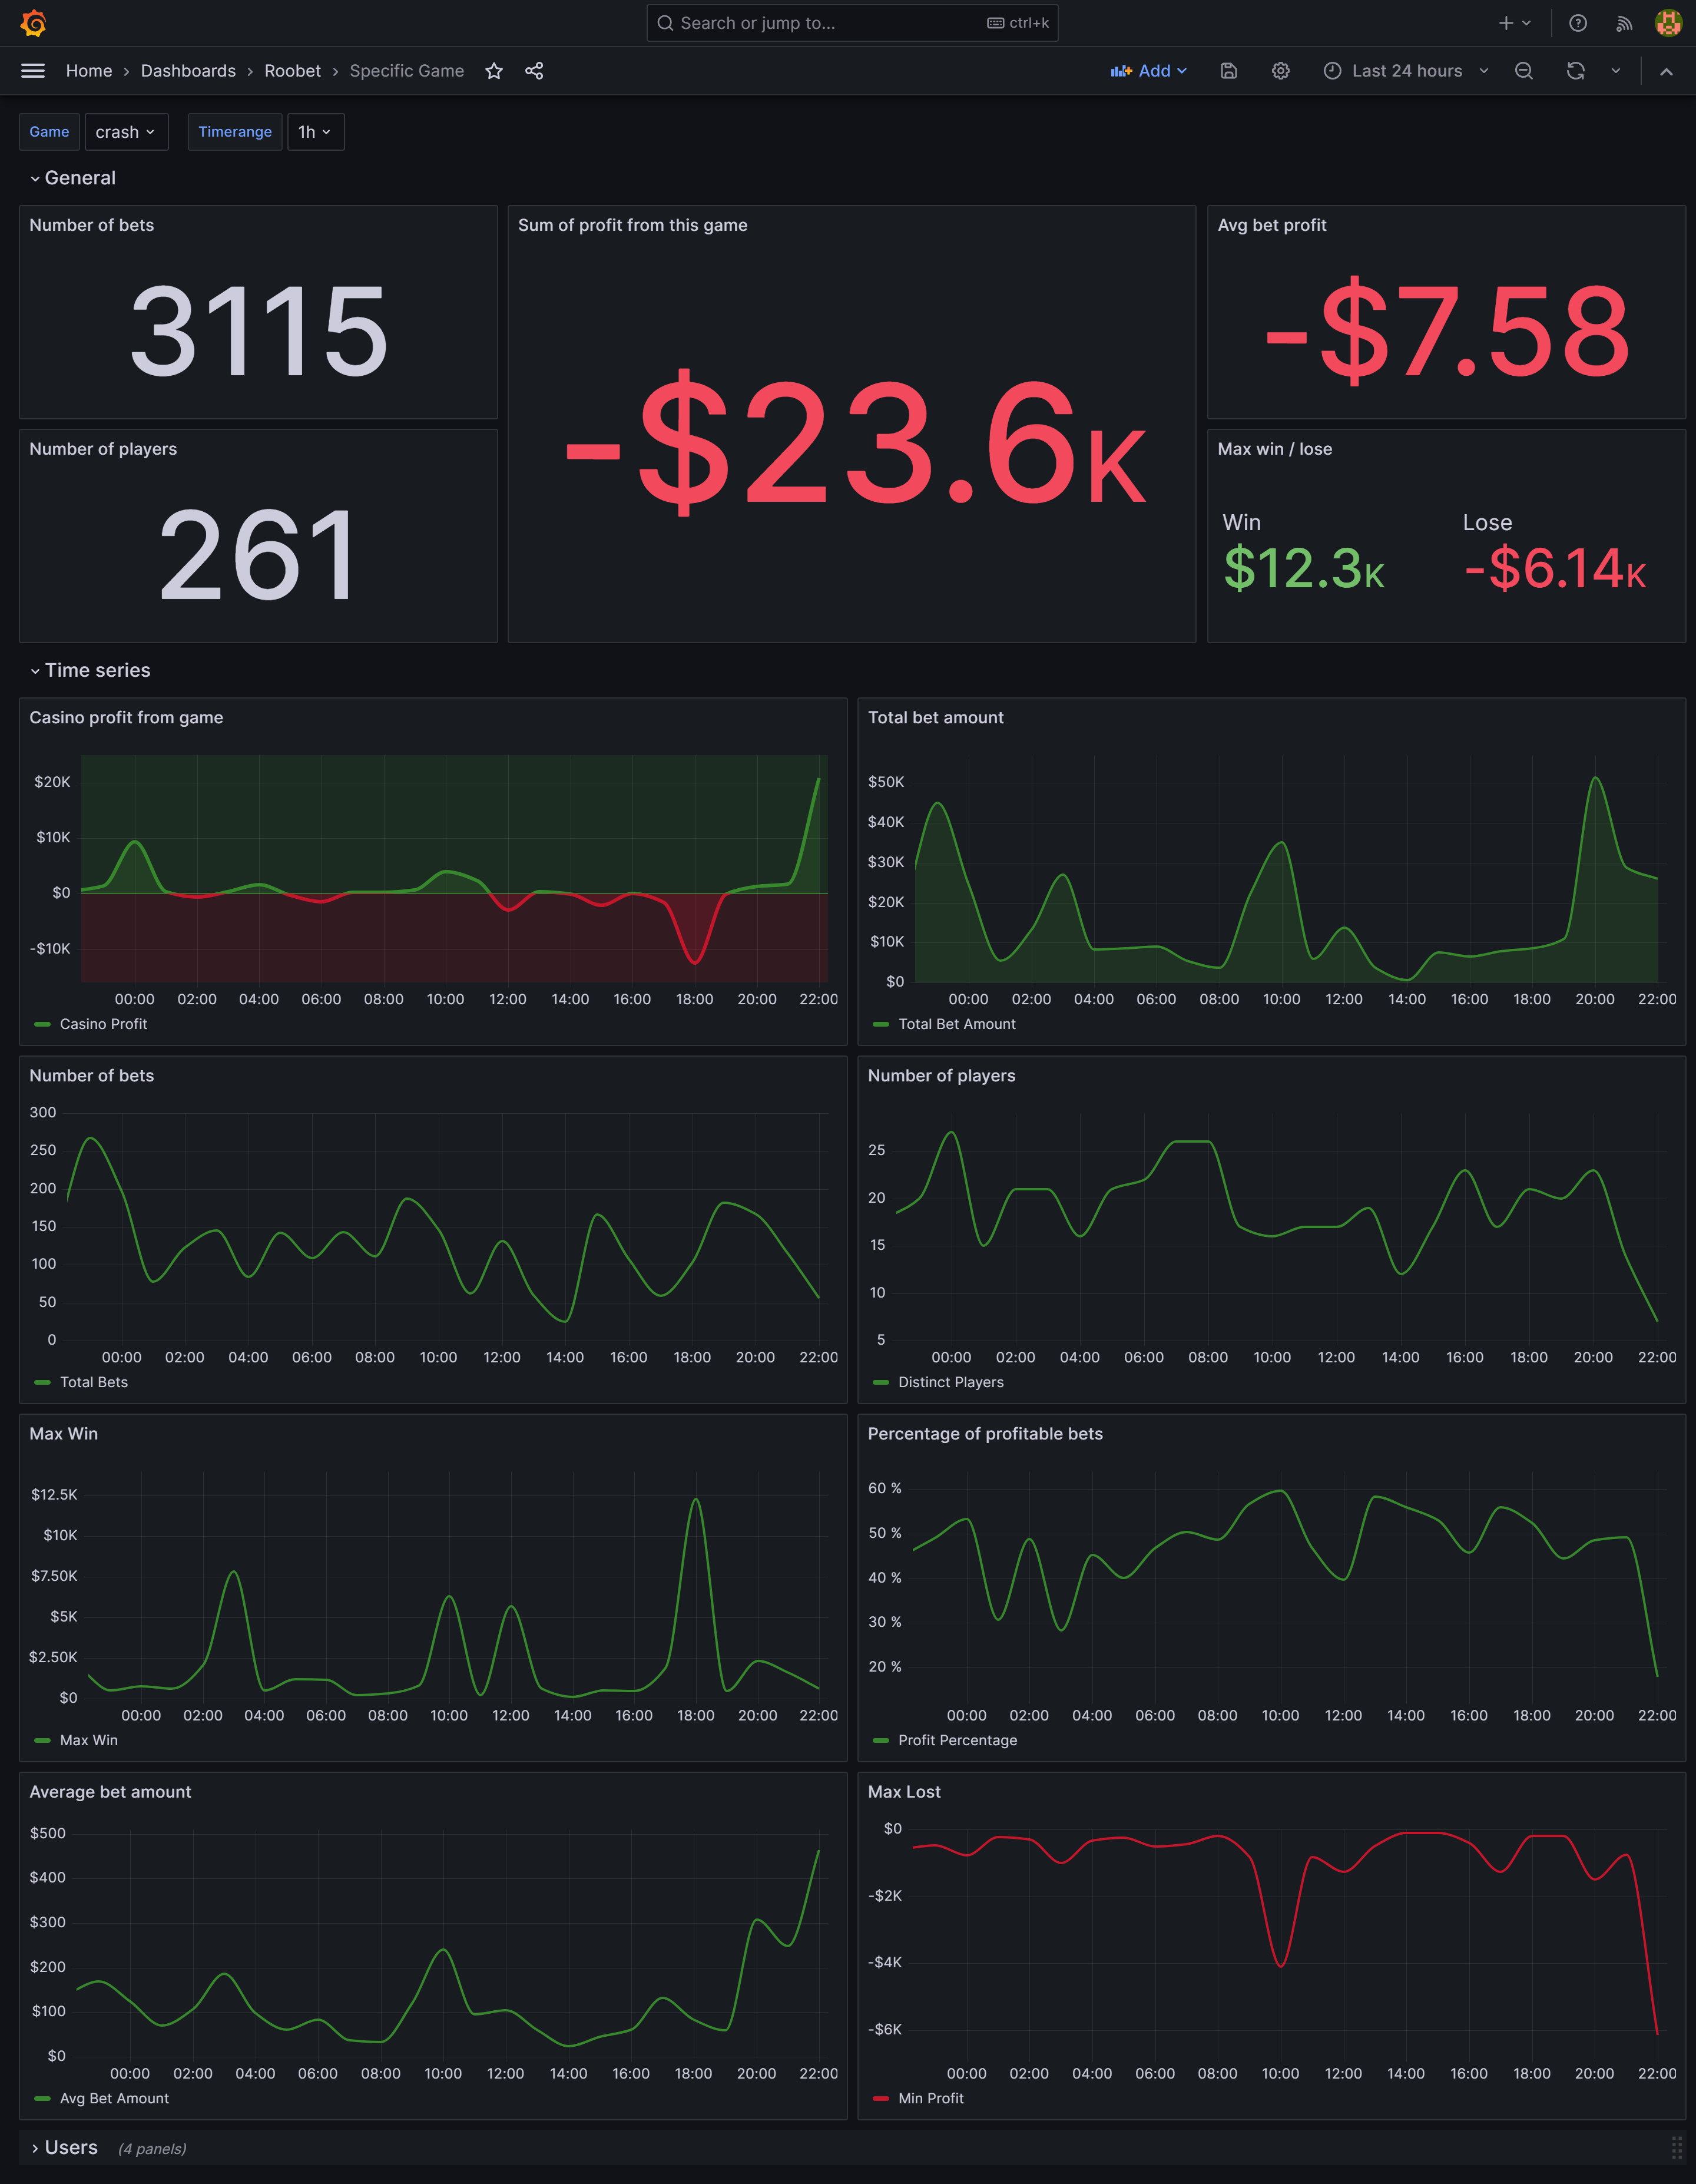 Search or jump to... ctrl+k
Home › Dashboards › Roobet › Specific Game Add Last 24 hours
Game crash Timerange 1h
General
Number of bets
3115
Number of players
261
Sum of profit from this game
-$23.6K
Avg bet profit
-$7.58
Max win / lose
Win Lose
$12.3K -$6.14K
Time series
Casino profit from game
$20K
$10K
$0
-$10K
00:00 02:00 04:00 06:00 08:00 10:00 12:00 14:00 16:00 18:00 20:00 22:00
Casino Profit
Total bet amount
$50K
$40K
$30K
$20K
$10K
$0
00:00 02:00 04:00 06:00 08:00 10:00 12:00 14:00 16:00 18:00 20:00 22:00
Total Bet Amount
Number of bets
300
250
200
150
100
50
0
00:00 02:00 04:00 06:00 08:00 10:00 12:00 14:00 16:00 18:00 20:00 22:00
Total Bets
Number of players
25
20
15
10
5
00:00 02:00 04:00 06:00 08:00 10:00 12:00 14:00 16:00 18:00 20:00 22:00
Distinct Players
Max Win
$12.5K
$10K
$7.50K
$5K
$2.50K
$0
00:00 02:00 04:00 06:00 08:00 10:00 12:00 14:00 16:00 18:00 20:00 22:00
Max Win
Percentage of profitable bets
60 %
50 %
40 %
30 %
20 %
00:00 02:00 04:00 06:00 08:00 10:00 12:00 14:00 16:00 18:00 20:00 22:00
Profit Percentage
Average bet amount
$500
$400
$300
$200
$100
$0
00:00 02:00 04:00 06:00 08:00 10:00 12:00 14:00 16:00 18:00 20:00 22:00
Avg Bet Amount
Max Lost
$0
-$2K
-$4K
-$6K
00:00 02:00 04:00 06:00 08:00 10:00 12:00 14:00 16:00 18:00 20:00 22:00
Min Profit
Users (4 panels)